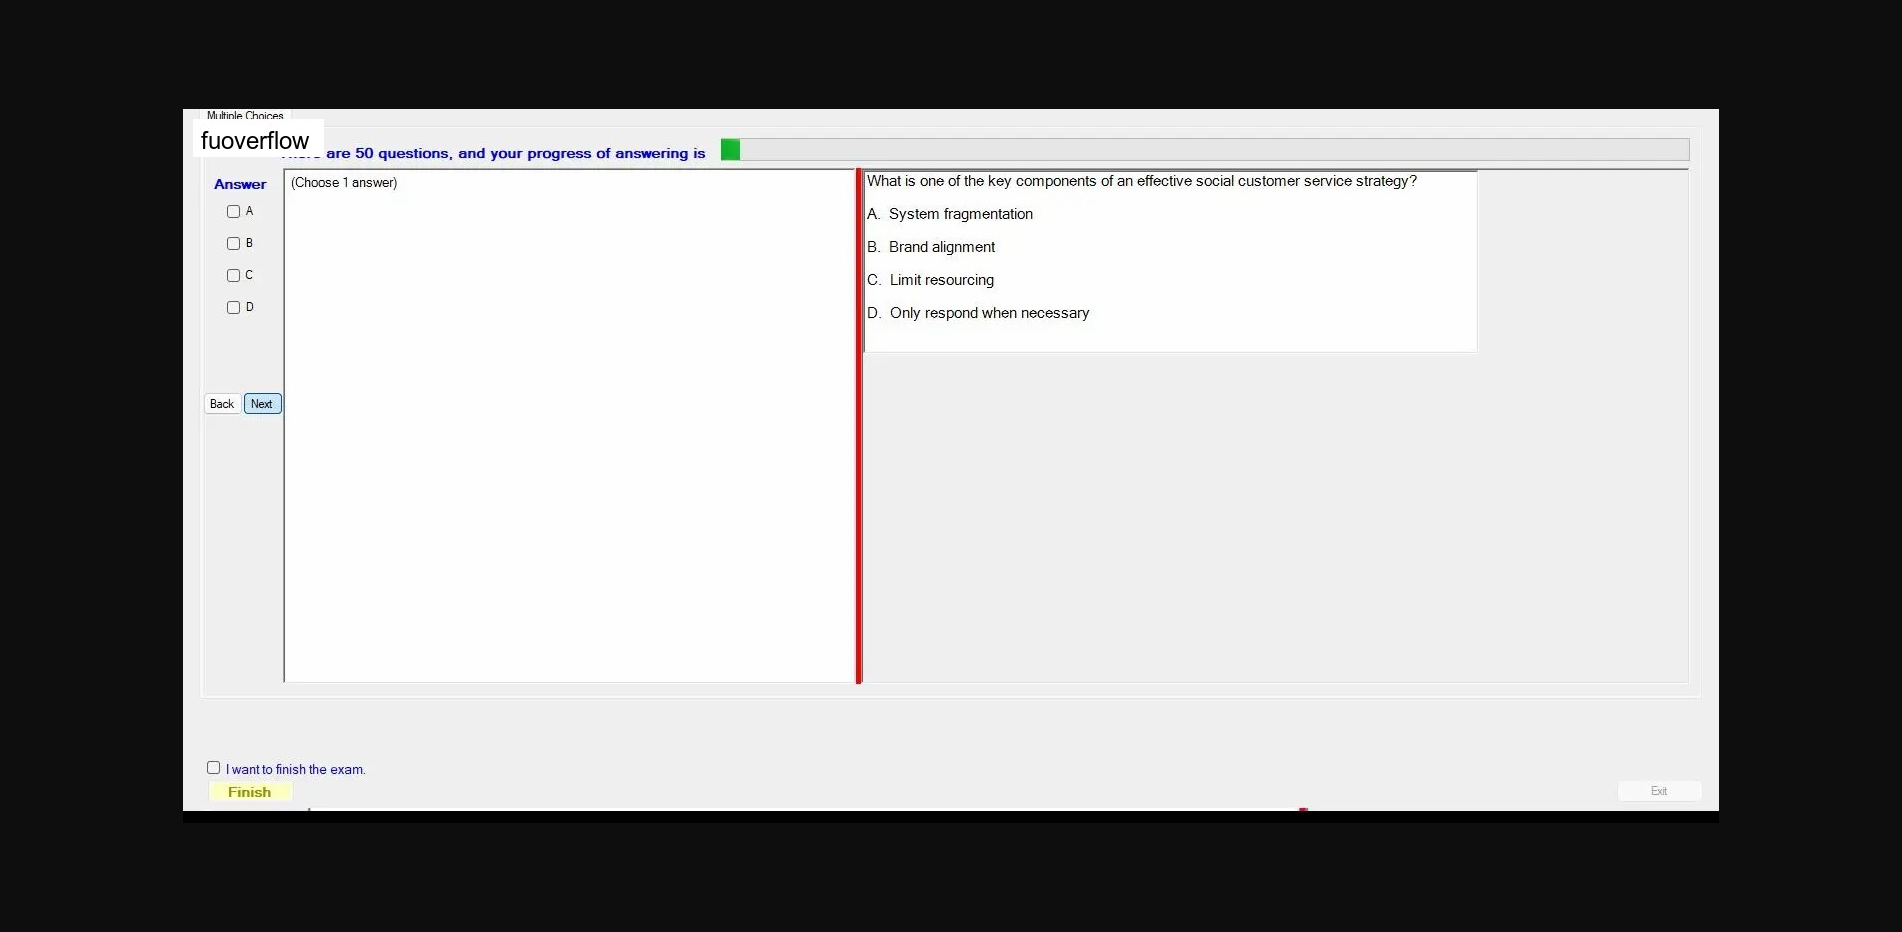 Multiple Choices
fuoverflow
are 50 questions, and your progress of answering is
Answer
(Choose 1 answer)
A
B
C
D
Back Next
What is one of the key components of an effective social customer service strategy?
A. System fragmentation
B. Brand alignment
C. Limit resourcing
D. Only respond when necessary
I want to finish the exam.
Finish
Exit